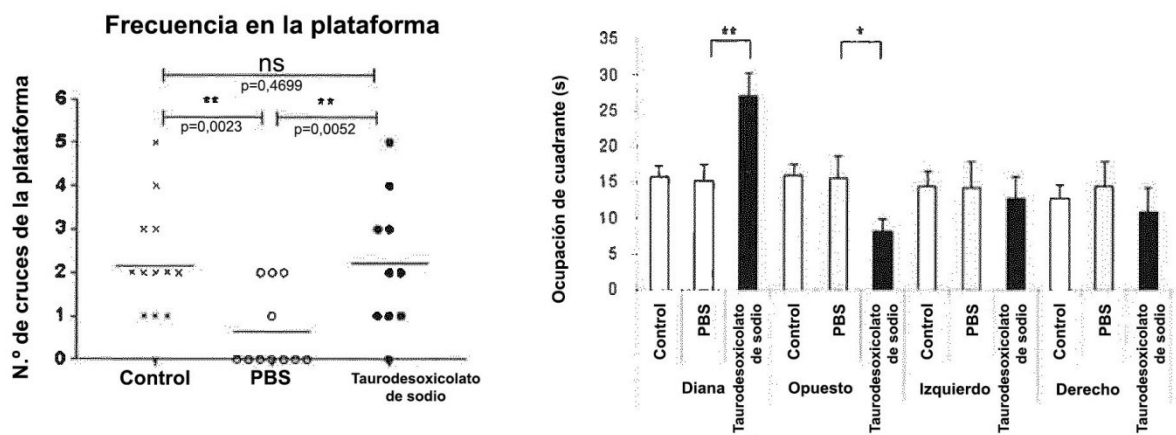 Frecuencia en la plataforma
ns
p=0,4699
** **
p=0,0023 p=0,0052
N.º de cruces de la plataforma
6
5
4
3
2
1
0
Control PBS Taurodesoxicolato
de sodio
** *
Ocupación de cuadrante (s)
35
30
25
20
15
10
5
0
Control
PBS
Taurodesoxicolato
de sodio
Control
PBS
Taurodesoxicolato
de sodio
Control
PBS
Taurodesoxicolato
de sodio
Control
PBS
Taurodesoxicolato
de sodio
Diana Opuesto Izquierdo Derecho